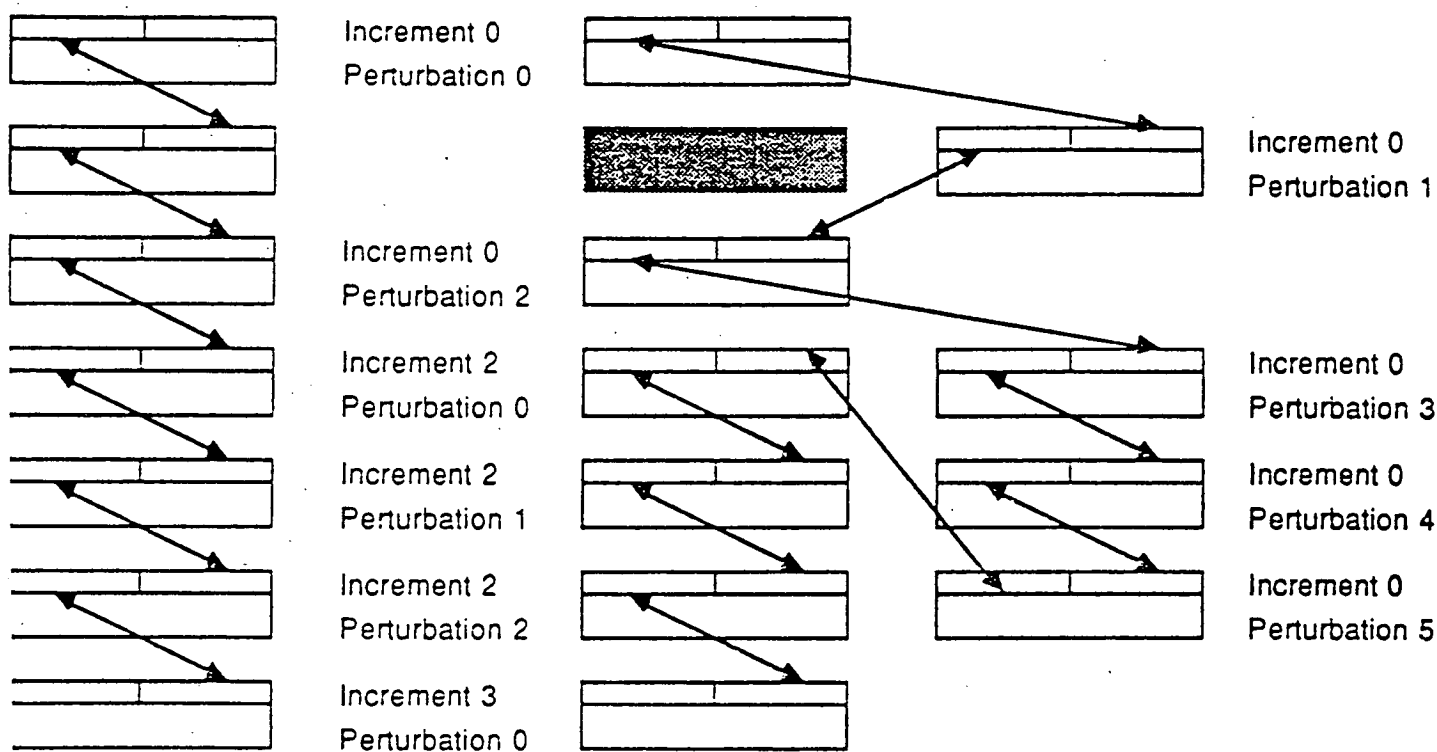 Increment 0
Perturbation 0
Increment 0
Perturbation 1
Increment 0
Perturbation 2
Increment 2
Perturbation 0
Increment 0
Perturbation 3
Increment 2
Perturbation 1
Increment 0
Perturbation 4
Increment 2
Perturbation 2
Increment 0
Perturbation 5
Increment 3
Perturbation 0